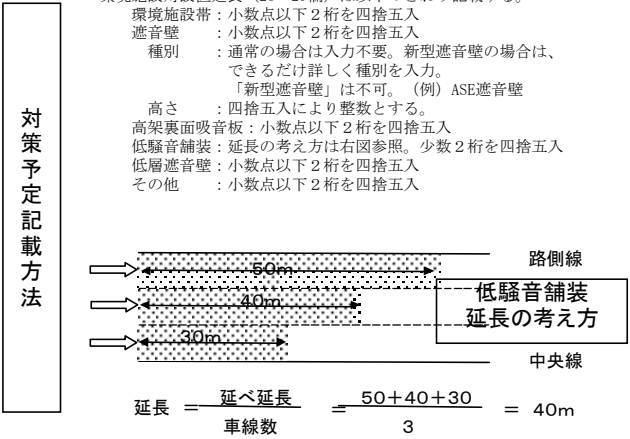 対策予定記載方法
環境施設帯：小数点以下２桁を四捨五入
遮音壁　：小数点以下２桁を四捨五入
種別　：通常の場合は入力不要。新型遮音壁の場合は、
できるだけ詳しく種別を入力。
「新型遮音壁」は不可。（例）ASE遮音壁
高さ　：四捨五入により整数とする。
高架裏面吸音板：小数点以下２桁を四捨五入
低騒音舗装：延長の考え方は右図参照。少数２桁を四捨五入
低層遮音壁：小数点以下２桁を四捨五入
その他　：小数点以下２桁を四捨五入
路側線
50m
40m
30m
低騒音舗装
延長の考え方
中央線
延長 ＝ 延べ延長 ＝ 50＋40＋30 ＝ 40m
車線数 3